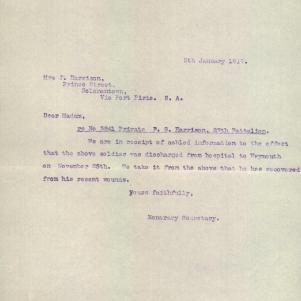 8th January 1917.
Mrs J. Harrison,
Prince Street,
Solomontown,
Via Port Pirie. S. A.
Dear Madam,
re No Private F. G. Harrison, 27th Battalion.
We are in receipt of cabled information to the effect
that the above soldier was discharged from hospital to Weymouth
on November 25th. We take it from the above that he has recovered
from his recent wounds.
Yours faithfully,
Honorary Secretary.